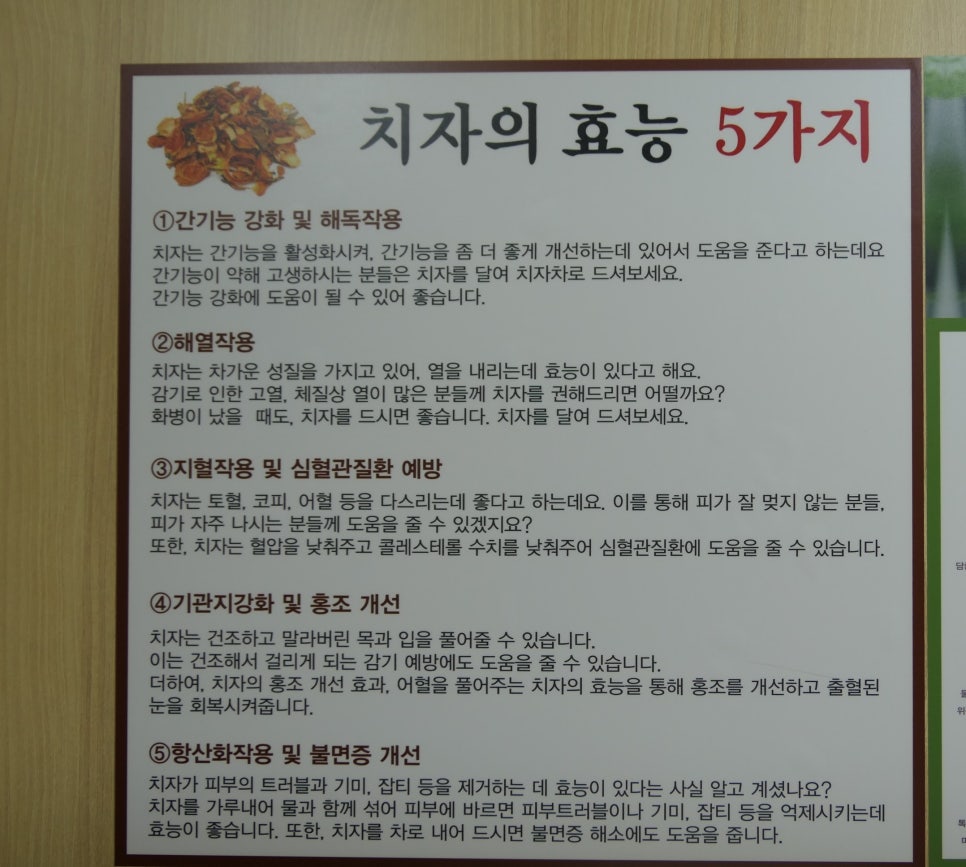 치자의 효능 5가지
①간기능 강화 및 해독작용
치자는 간기능을 활성화시켜, 간기능을 좀 더 좋게 개선하는데 있어서 도움을 준다고 하는데요
간기능이 약해 고생하시는 분들은 치자를 달여 치자차로 드셔보세요.
간기능 강화에 도움이 될 수 있어 좋습니다.
②해열작용
치자는 차가운 성질을 가지고 있어, 열을 내리는데 효능이 있다고 해요.
감기로 인한 고열, 체질상 열이 많은 분들께 치자를 권해드리면 어떨까요?
화병이 났을 때도, 치자를 드시면 좋습니다. 치자를 달여 드셔보세요.
③지혈작용 및 심혈관질환 예방
치자는 토혈, 코피, 어혈 등을 다스리는데 좋다고 하는데요. 이를 통해 피가 잘 멎지 않는 분들,
피가 자주 나시는 분들께 도움을 줄 수 있겠지요?
또한, 치자는 혈압을 낮춰주고 콜레스테롤 수치를 낮춰주어 심혈관질환에 도움을 줄 수 있습니다.
④기관지강화 및 홍조 개선
치자는 건조하고 말라버린 목과 입을 풀어줄 수 있습니다.
이는 건조해서 걸리게 되는 감기 예방에도 도움을 줄 수 있습니다.
더하여, 치자의 홍조 개선 효과, 어혈을 풀어주는 치자의 효능을 통해 홍조를 개선하고 출혈된
눈을 회복시켜줍니다.
⑤항산화작용 및 불면증 개선
치자가 피부의 트러블과 기미, 잡티 등을 제거하는 데 효능이 있다는 사실 알고 계셨나요?
치자를 가루내어 물과 함께 섞어 피부에 바르면 피부트러블이나 기미, 잡티 등을 억제시키는데
효능이 좋습니다. 또한, 치자를 차로 내어 드시면 불면증 해소에도 도움을 줍니다.